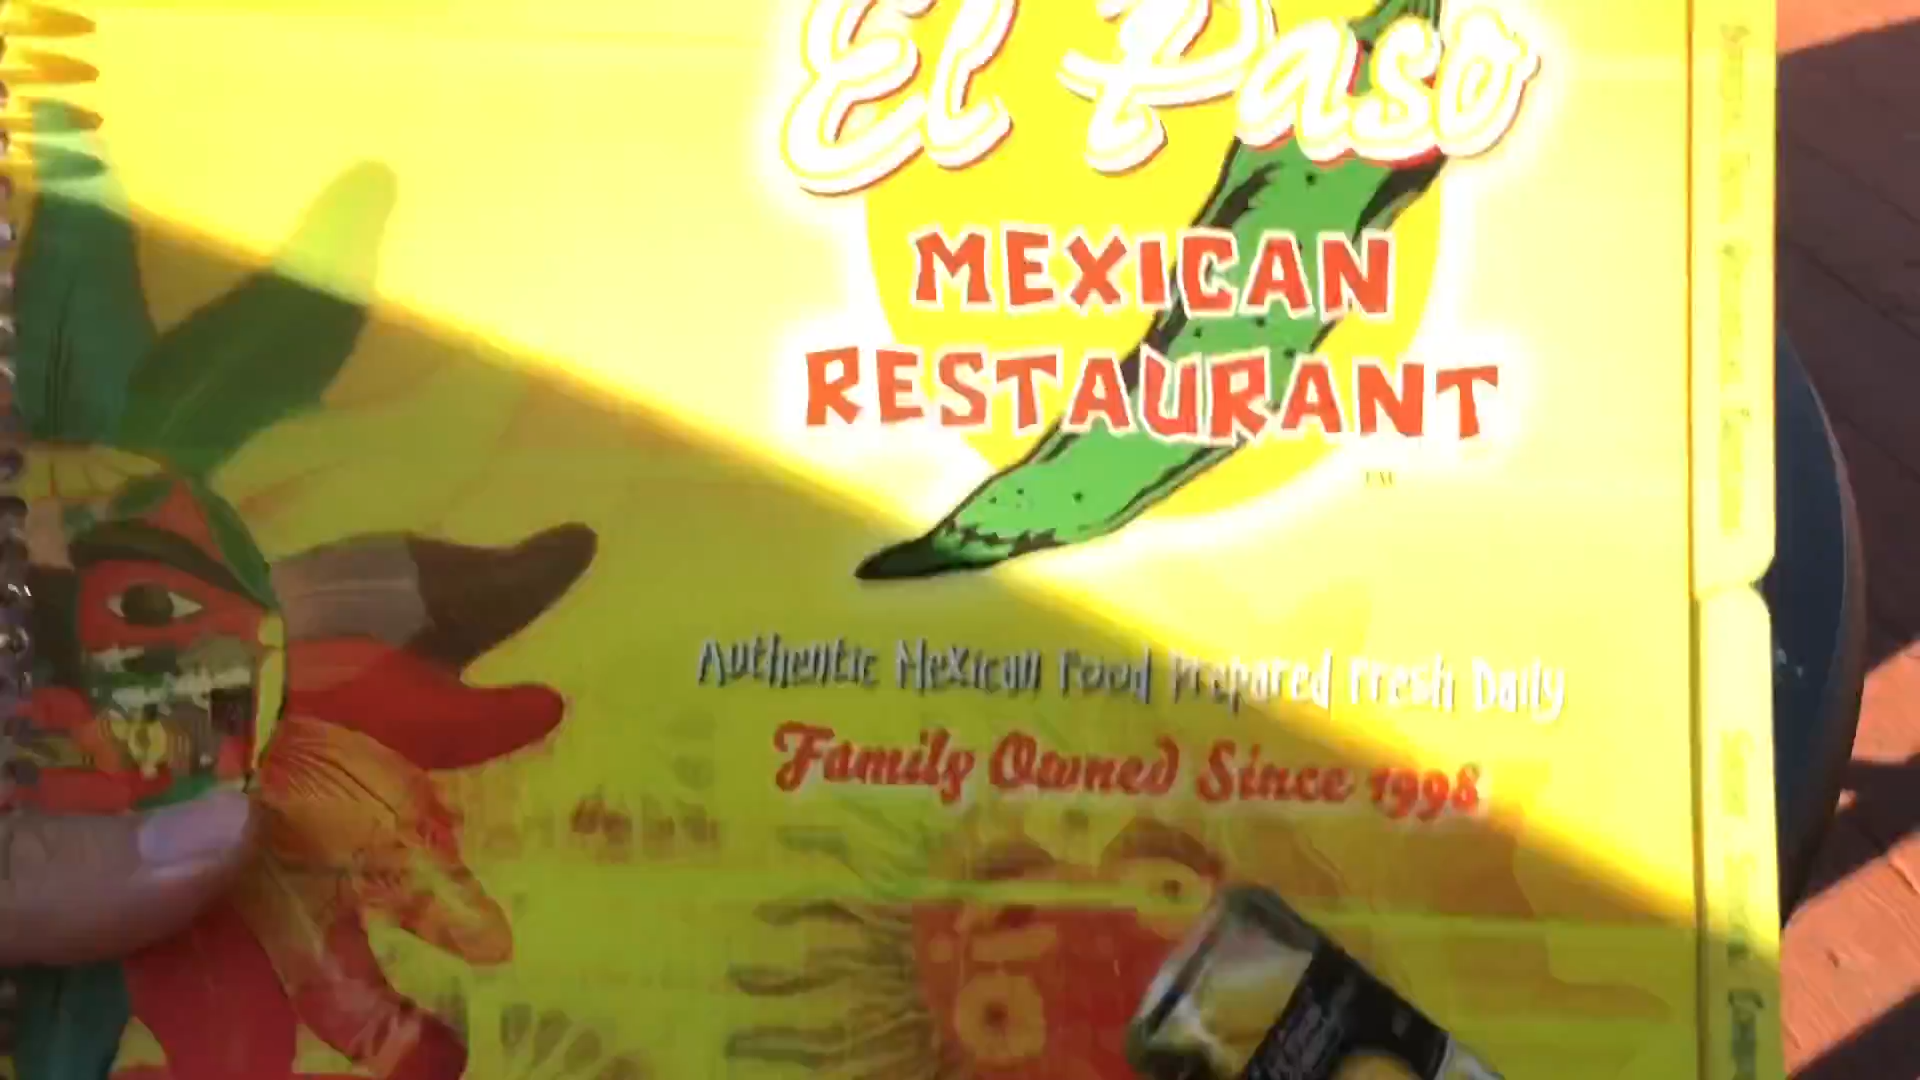 El Paso
MEXICAN
RESTAURANT
Authentic Mexican Food Prepared Fresh Daily
Family Owned Since 1998